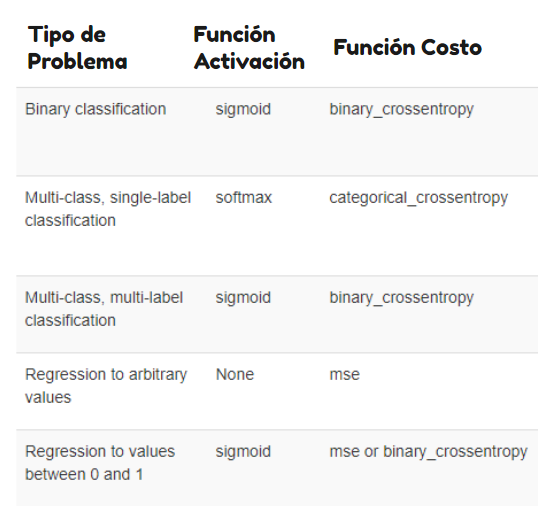 Tipo de Problema Función Activación Función Costo
Binary classification sigmoid binary_crossentropy
Multi-class, single-label softmax categorical_crossentropy
classification
Multi-class, multi-label sigmoid binary_crossentropy
classification
Regression to arbitrary None mse
values
Regression to values sigmoid mse or binary_crossentropy
between 0 and 1